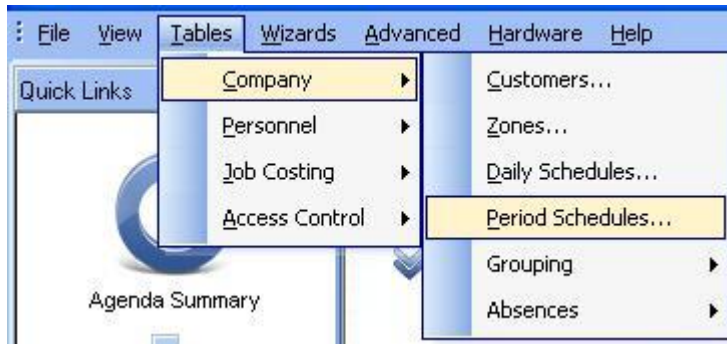 File View Tables Wizards Advanced Hardware Help
Quick Links
Company
Personnel
Job Costing
Access Control
Customers...
Zones...
Daily Schedules...
Period Schedules...
Grouping
Absences
Agenda Summary